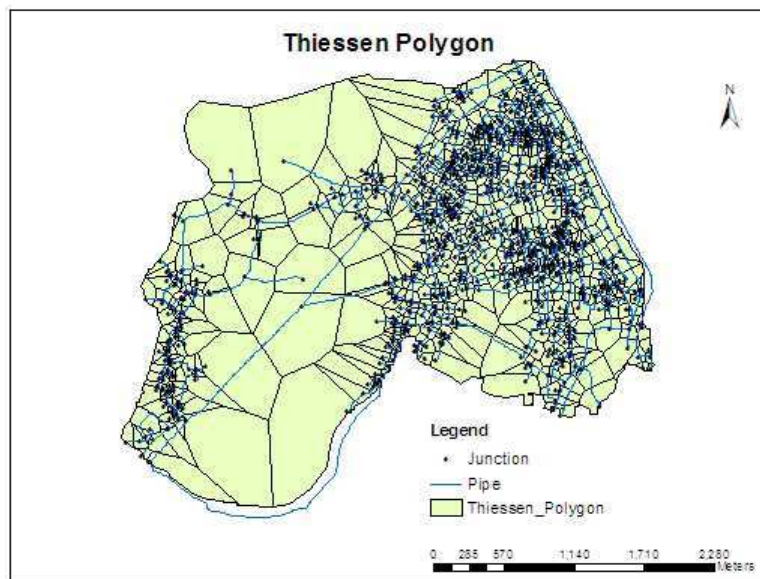 Thiessen Polygon
N
Legend
Junction
Pipe
Thiessen_Polygon
0 285 570 1,140 1,710 2,280
Meters